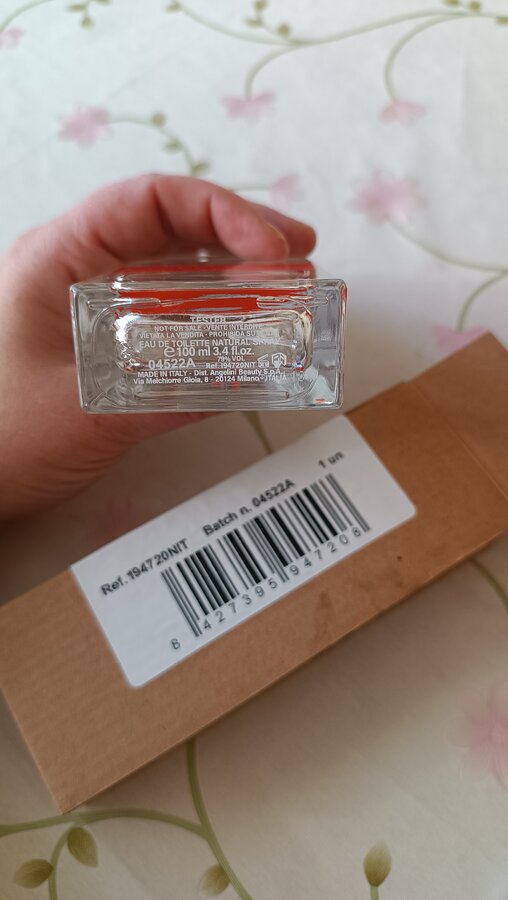 TESTER
NOT FOR SALE - VENTE INTERDITE
VIETATA LA VENDITA - PROHIBIDA SU
EAU DE TOILETTE NATURAL SPRAY
e 100 ml 3.4 fl.oz.
79% VOL
04522A Ref. 194720NIT
MADE IN ITALY - Dist. Angelini Beauty S.p.A.
Via Melchiorre Gioia, 8 - 20124 Milano - ITALIA
Ref. 194720NIT Batch n. 04522A 1 un
8 427395 947208